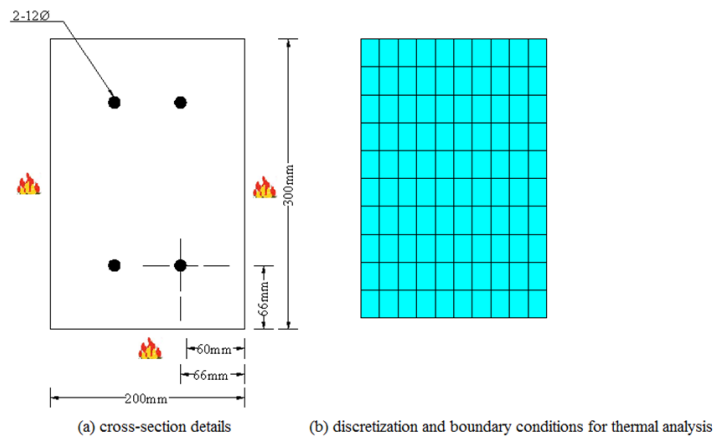 2-12Ø
300mm
66mm
60mm
66mm
200mm
(a) cross-section details
(b) discretization and boundary conditions for thermal analysis